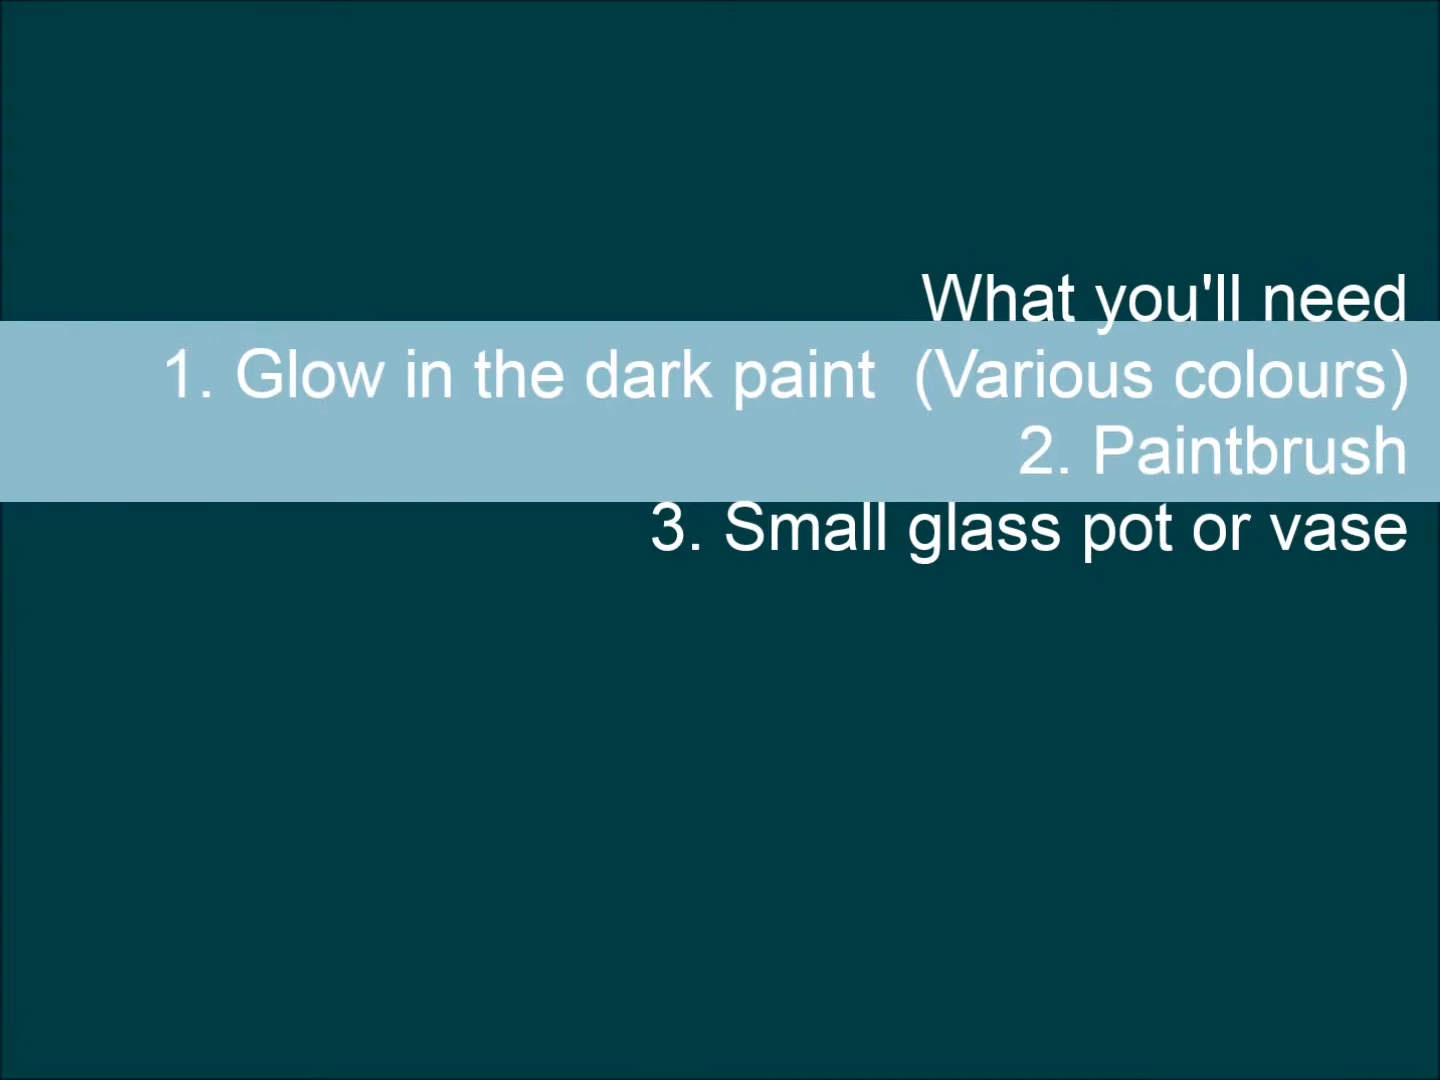 What you'll need
1. Glow in the dark paint  (Various colours)
2. Paintbrush
3. Small glass pot or vase